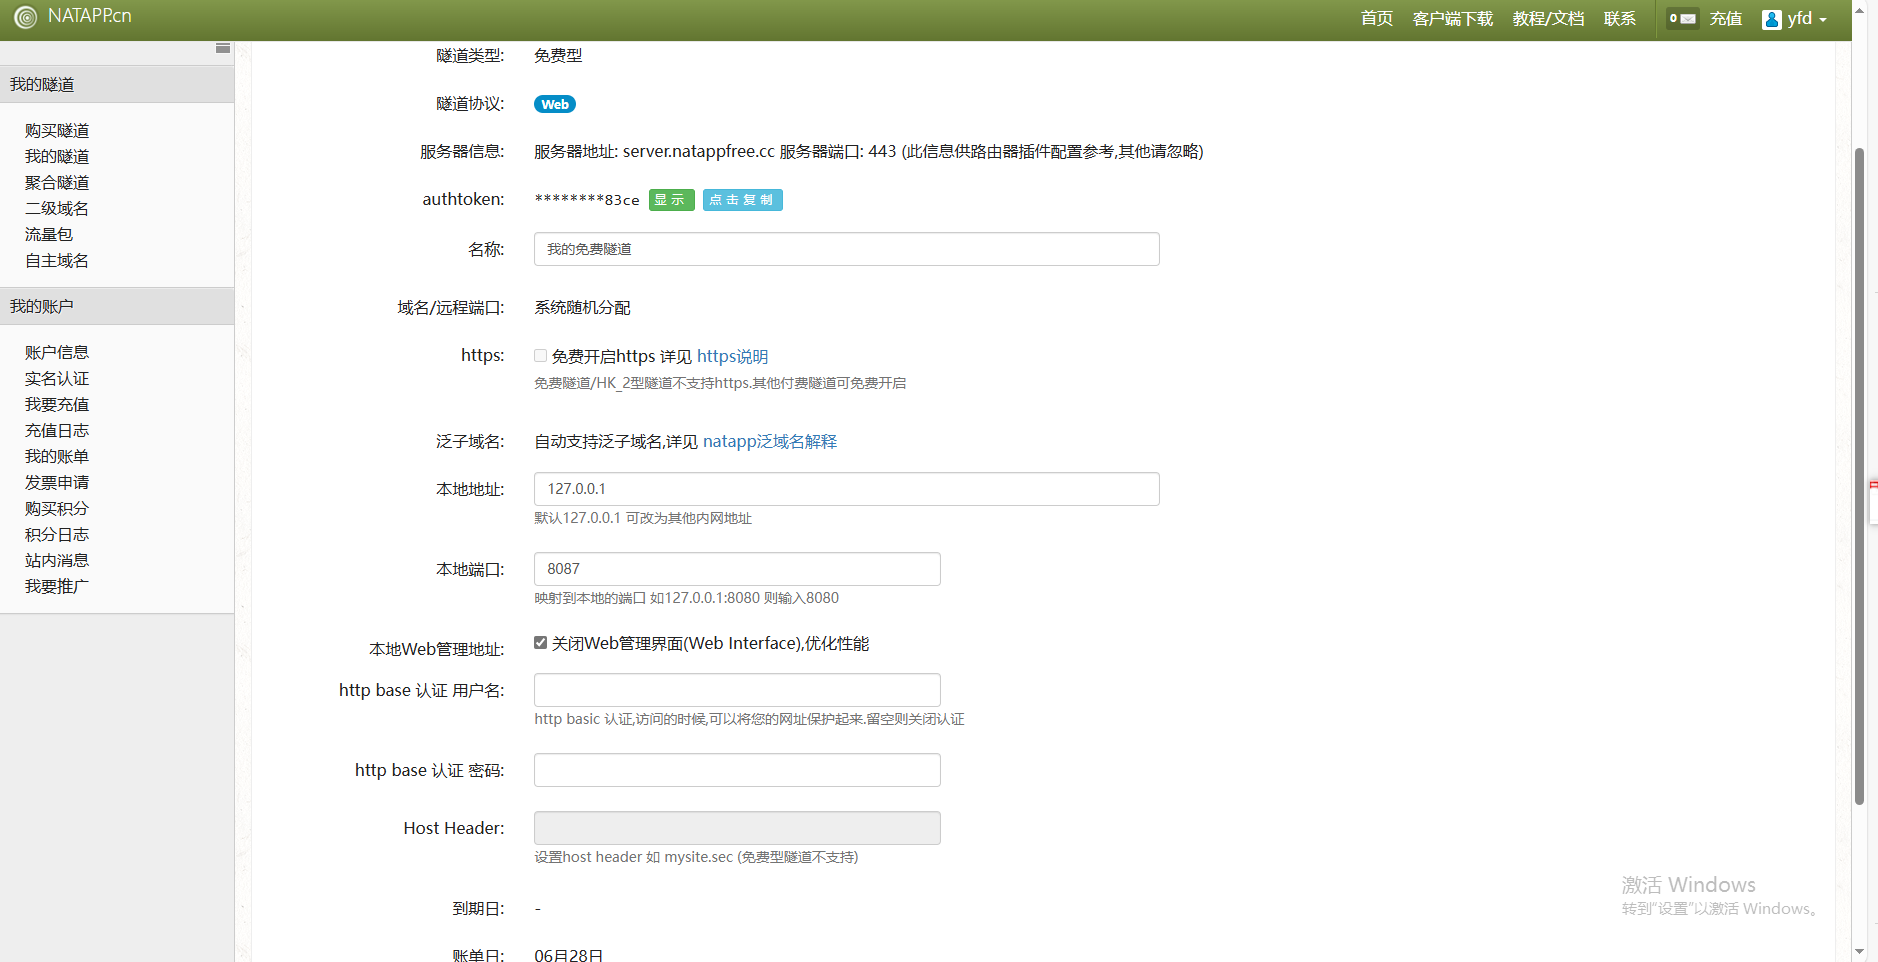 NATAPP.cn
首页 客户端下载 教程/文档 联系 0 充值 yfd
我的隧道
购买隧道
我的隧道
聚合隧道
二级域名
流量包
自主域名
我的账户
账户信息
实名认证
我要充值
充值日志
我的账单
发票申请
购买积分
积分日志
站内消息
我要推广
隧道类型: 免费型
隧道协议: Web
服务器信息: 服务器地址: server.natappfree.cc 服务器端口: 443 (此信息供路由器插件配置参考,其他请忽略)
authtoken: ********83ce 显示 点击复制
名称: 我的免费隧道
域名/远程端口: 系统随机分配
https: 免费开启https 详见 https说明
免费隧道/HK_2型隧道不支持https.其他付费隧道可免费开启
泛子域名: 自动支持泛子域名,详见 natapp泛域名解释
本地地址: 127.0.0.1
默认127.0.0.1 可改为其他内网地址
本地端口: 8087
映射到本地的端口 如127.0.0.1:8080 则输入8080
本地Web管理地址: 关闭Web管理界面(Web Interface),优化性能
http base 认证 用户名:
http basic 认证,访问的时候,可以将您的网址保护起来.留空则关闭认证
http base 认证 密码:
Host Header:
设置host header 如 mysite.sec (免费型隧道不支持)
到期日: -
账单日: 06月28日
激活 Windows
转到"设置"以激活 Windows。